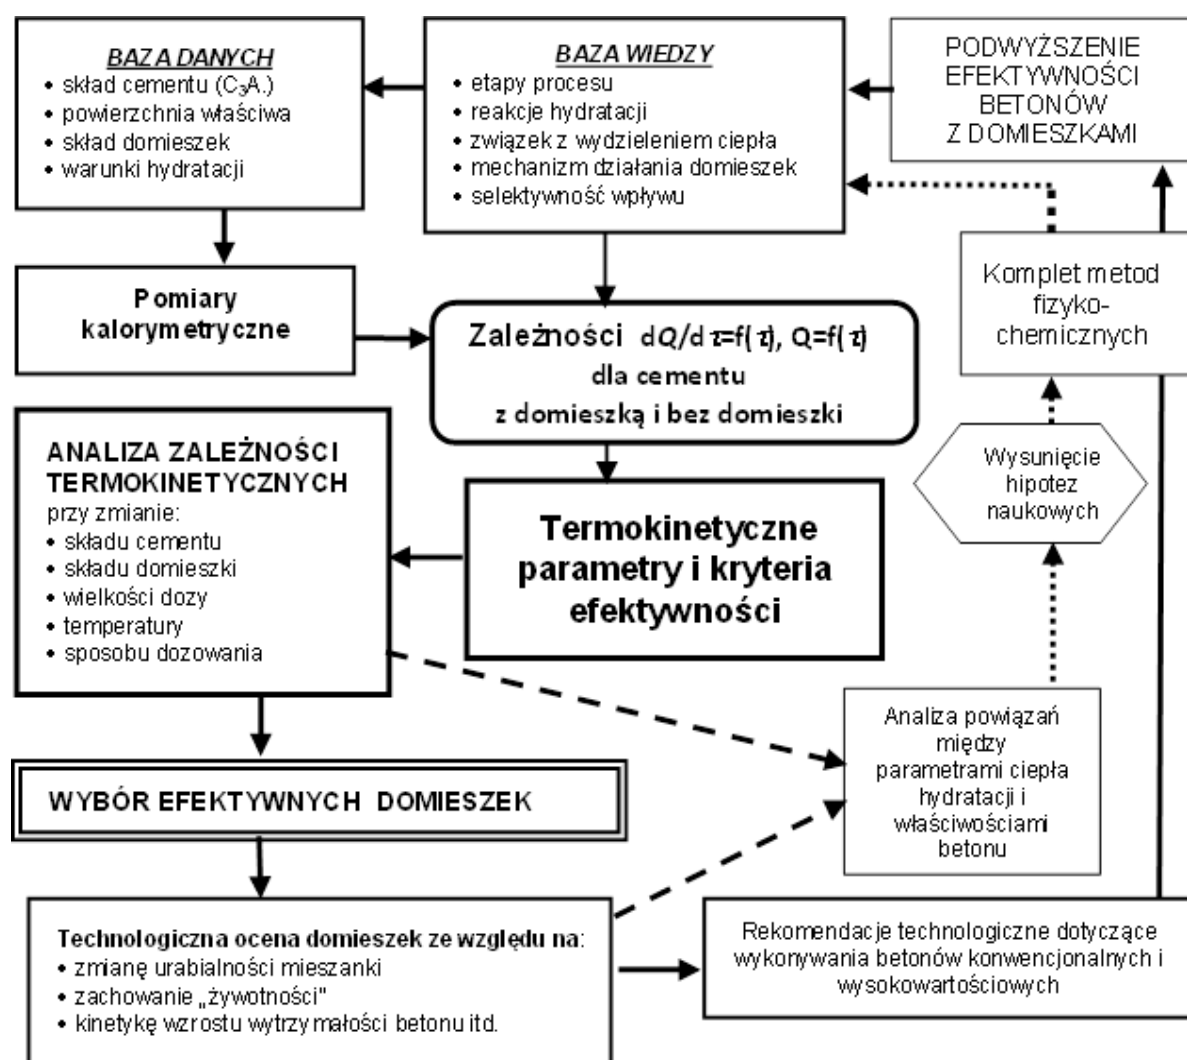 BAZA DANYCH
• skład cementu (C₃A.)
• powierzchnia właściwa
• skład domieszek
• warunki hydratacji
BAZA WIEDZY
• etapy procesu
• reakcje hydratacji
• związek z wydzieleniem ciepła
• mechanizm działania domieszek
• selektywność wpływu
PODWYŻSZENIE
EFEKTYWNOŚCI
BETONÓW
Z DOMIESZKAMI
Pomiary
kalorymetryczne
Zależności dQ/dτ=f(τ), Q=f(τ)
dla cementu
z domieszką i bez domieszki
Komplet metod
fizyko-
chemicznych
ANALIZA ZALEŻNOŚCI
TERMOKINETYCZNYCH
przy zmianie:
• składu cementu
• składu domieszki
• wielkości dozy
• temperatury
• sposobu dozowania
Termokinetyczne
parametry i kryteria
efektywności
Wysunięcie
hipotez
naukowych
Analiza powiązań
między
parametrami ciepła
hydratacji i
właściwościami
betonu
WYBÓR EFEKTYWNYCH DOMIESZEK
Technologiczna ocena domieszek ze względu na:
• zmianę urabialności mieszanki
• zachowanie „żywotności"
• kinetykę wzrostu wytrzymałości betonu itd.
Rekomendacje technologiczne dotyczące
wykonywania betonów konwencjonalnych i
wysokowartościowych